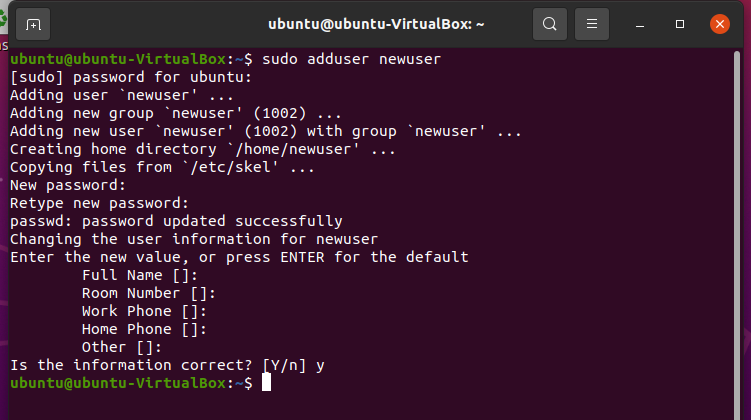 ubuntu@ubuntu-VirtualBox: ~
ubuntu@ubuntu-VirtualBox:~$ sudo adduser newuser
[sudo] password for ubuntu:
Adding user `newuser' ...
Adding new group `newuser' (1002) ...
Adding new user `newuser' (1002) with group `newuser' ...
Creating home directory `/home/newuser' ...
Copying files from `/etc/skel' ...
New password:
Retype new password:
passwd: password updated successfully
Changing the user information for newuser
Enter the new value, or press ENTER for the default
        Full Name []:
        Room Number []:
        Work Phone []:
        Home Phone []:
        Other []:
Is the information correct? [Y/n] y
ubuntu@ubuntu-VirtualBox:~$